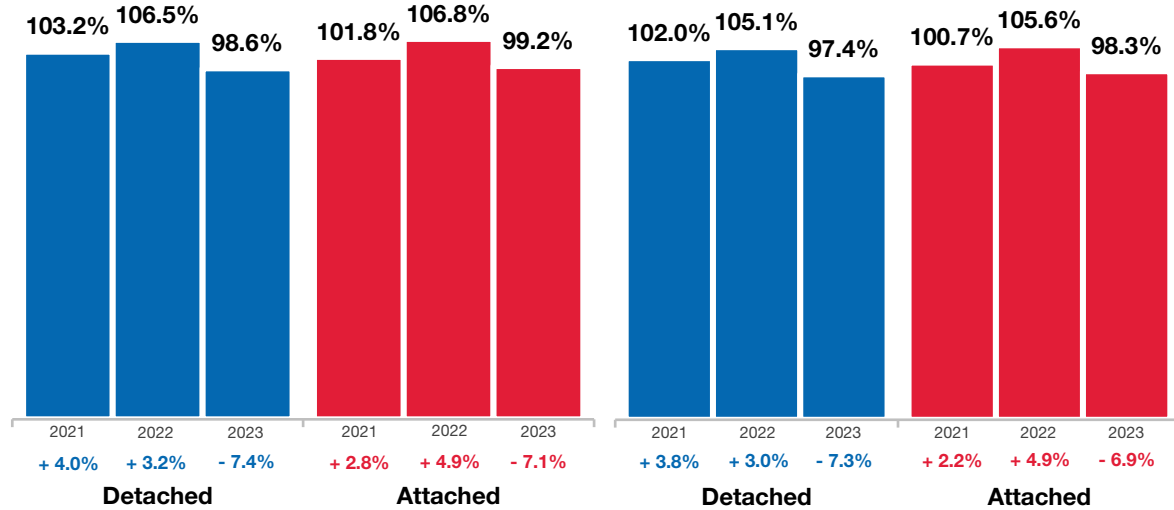 103.2% 106.5% 98.6%
101.8% 106.8% 99.2%
2021 2022 2023 2021 2022 2023
+ 4.0% + 3.2% - 7.4% + 2.8% + 4.9% - 7.1%
Detached Attached
102.0% 105.1% 97.4%
100.7% 105.6% 98.3%
2021 2022 2023 2021 2022 2023
+ 3.8% + 3.0% - 7.3% + 2.2% + 4.9% - 6.9%
Detached Attached